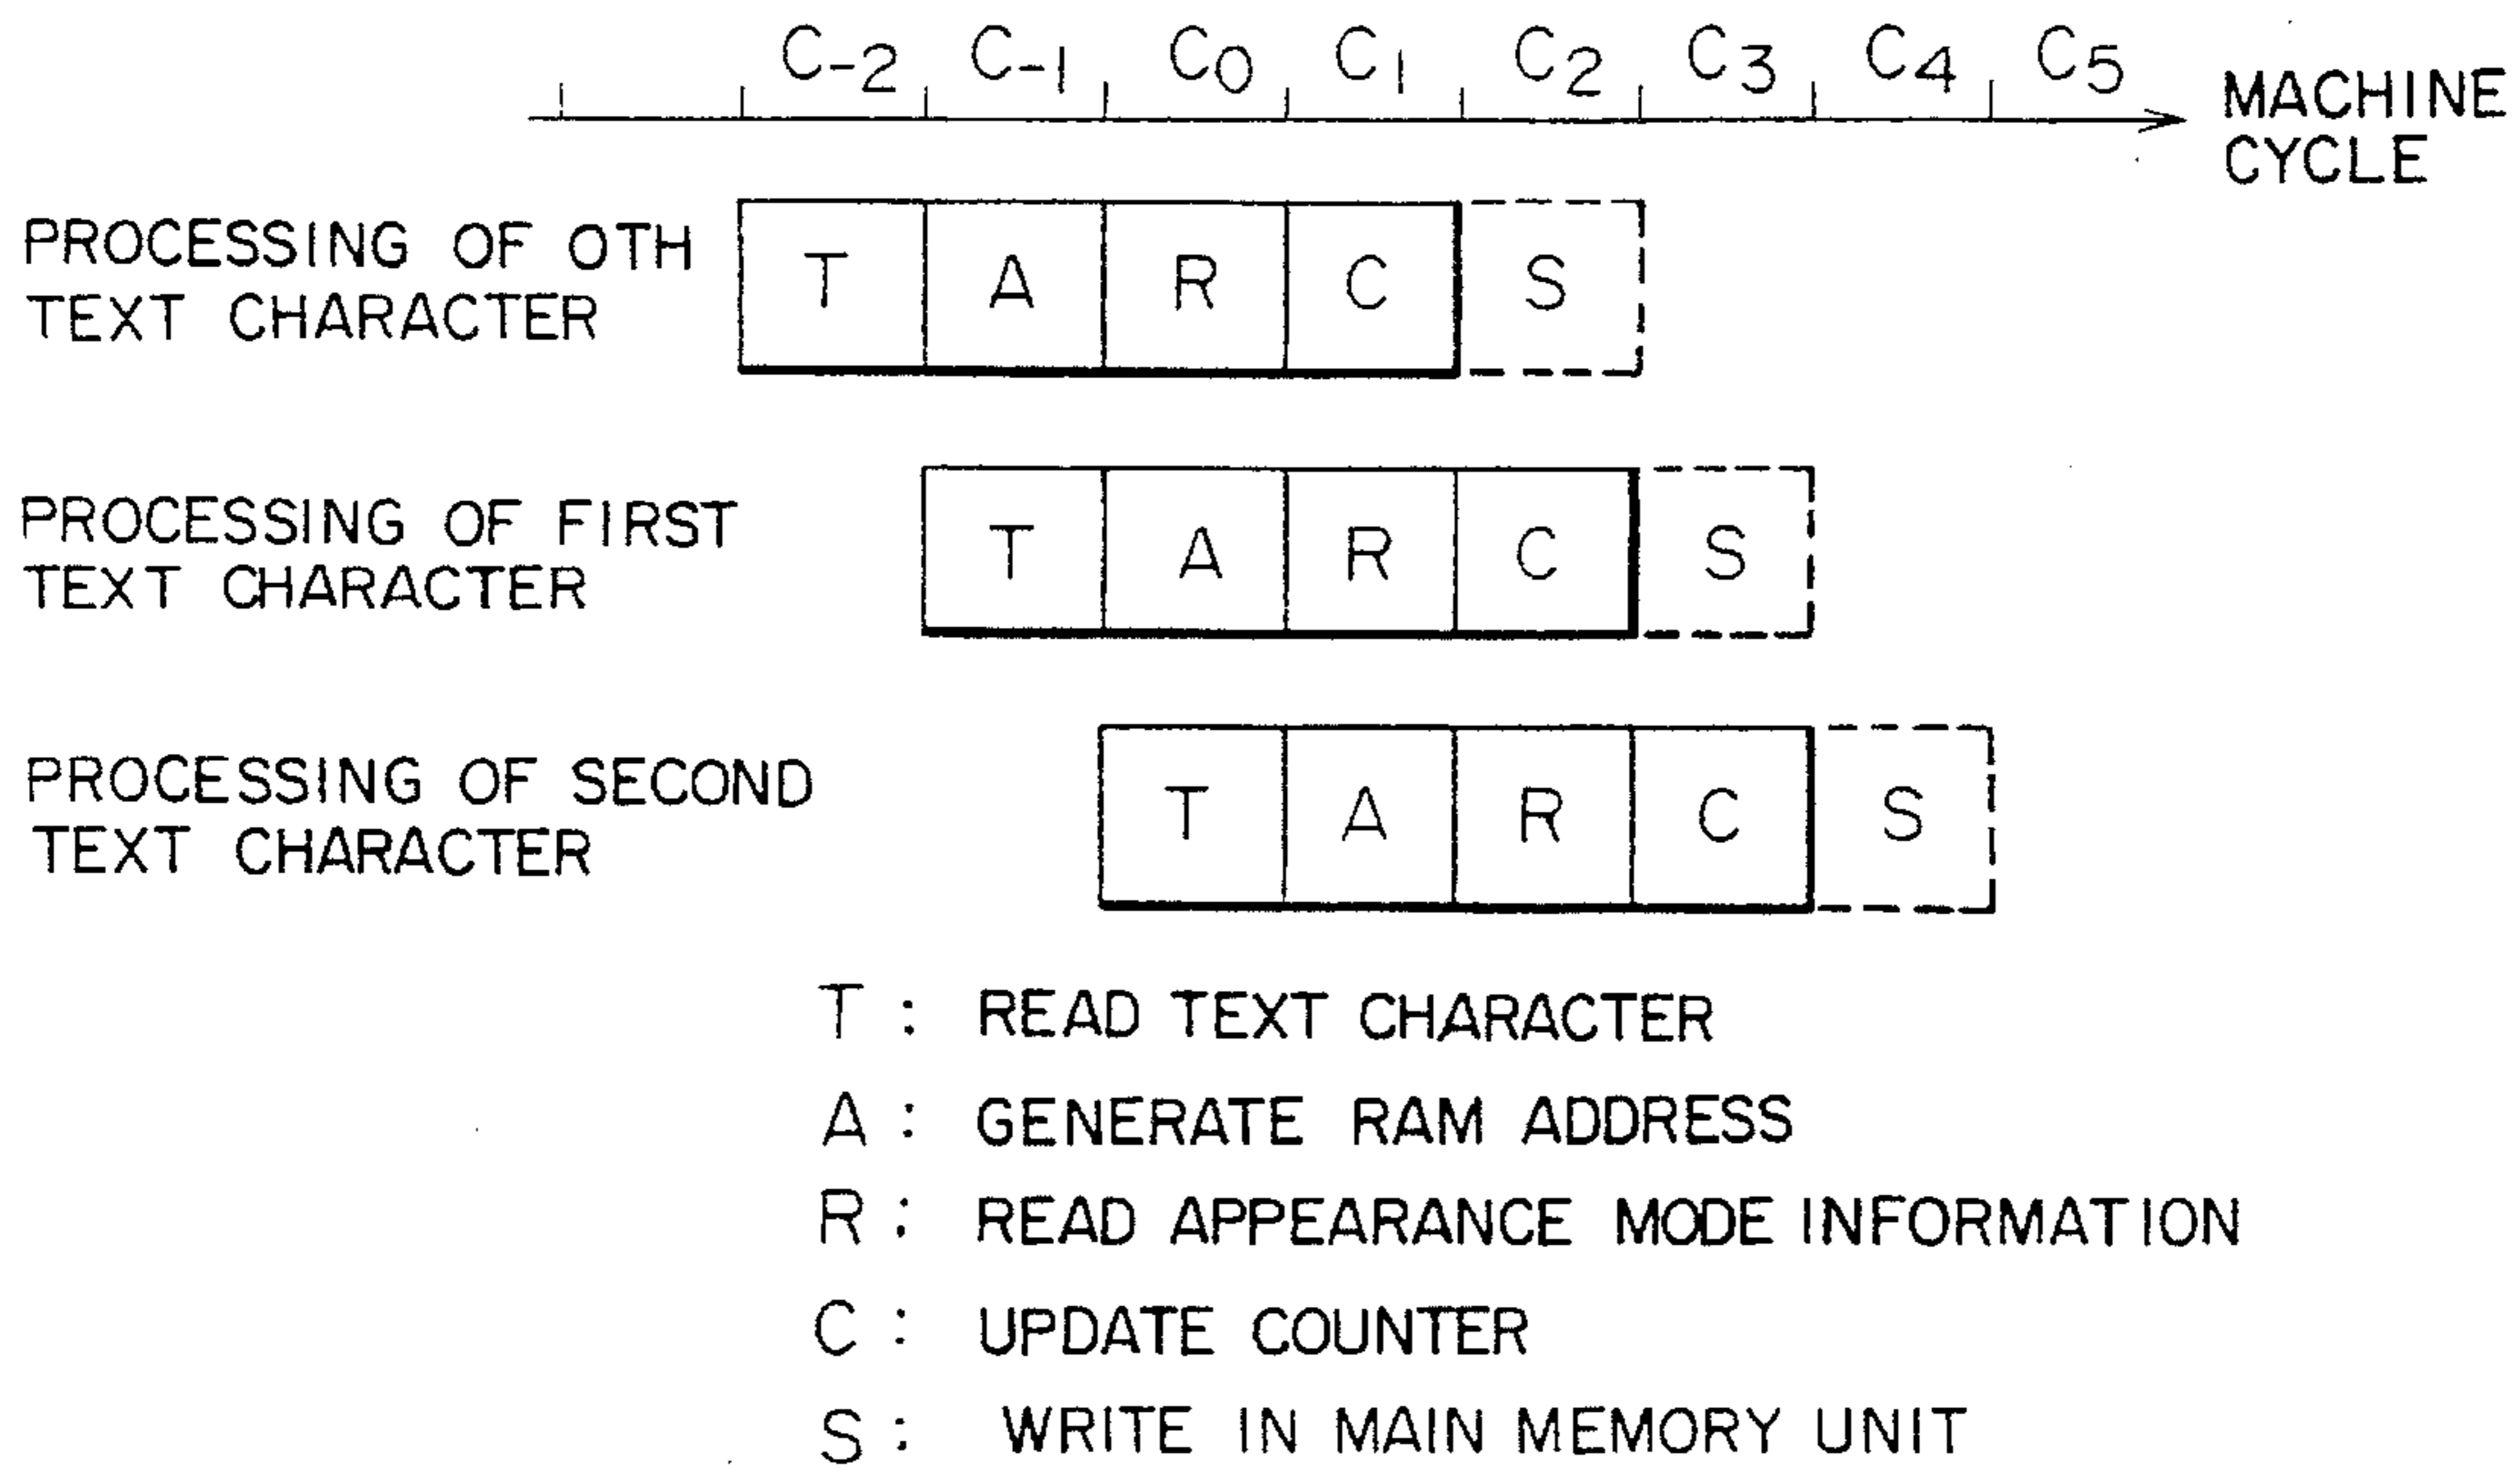 C-2 C-1 C0 C1 C2 C3 C4 C5
MACHINE
CYCLE
PROCESSING OF 0TH
TEXT CHARACTER
T A R C S
PROCESSING OF FIRST
TEXT CHARACTER
T A R C S
PROCESSING OF SECOND
TEXT CHARACTER
T A R C S
T : READ TEXT CHARACTER
A : GENERATE RAM ADDRESS
R : READ APPEARANCE MODE INFORMATION
C : UPDATE COUNTER
S : WRITE IN MAIN MEMORY UNIT